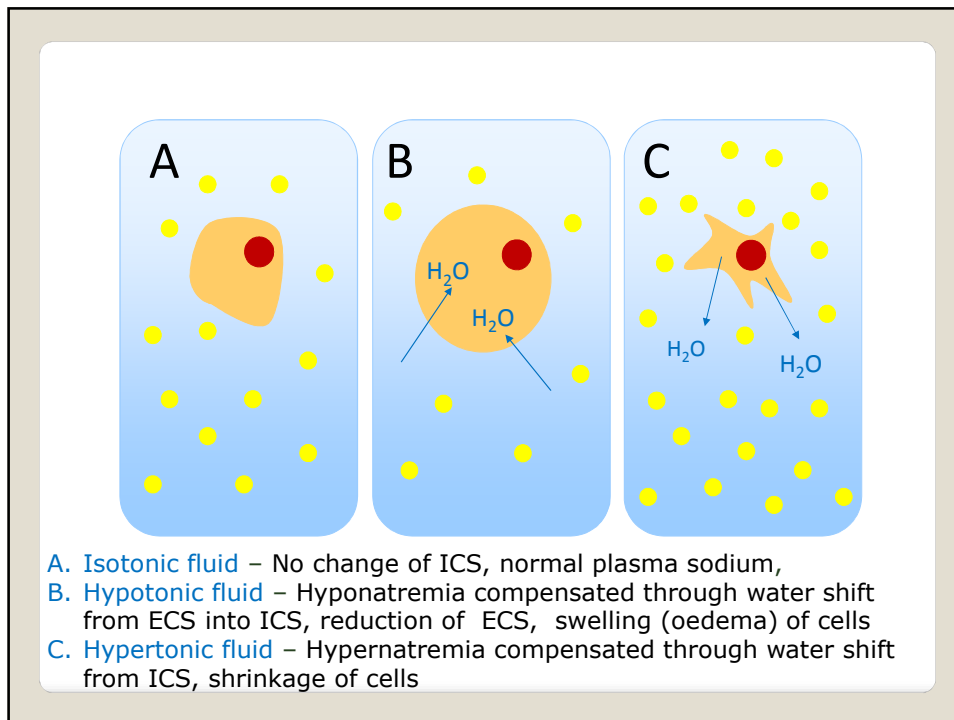 A
B
C
H₂O
H₂O
H₂O
H₂O
A. Isotonic fluid – No change of ICS, normal plasma sodium,
B. Hypotonic fluid – Hyponatremia compensated through water shift
from ECS into ICS, reduction of ECS, swelling (oedema) of cells
C. Hypertonic fluid – Hypernatremia compensated through water shift
from ICS, shrinkage of cells